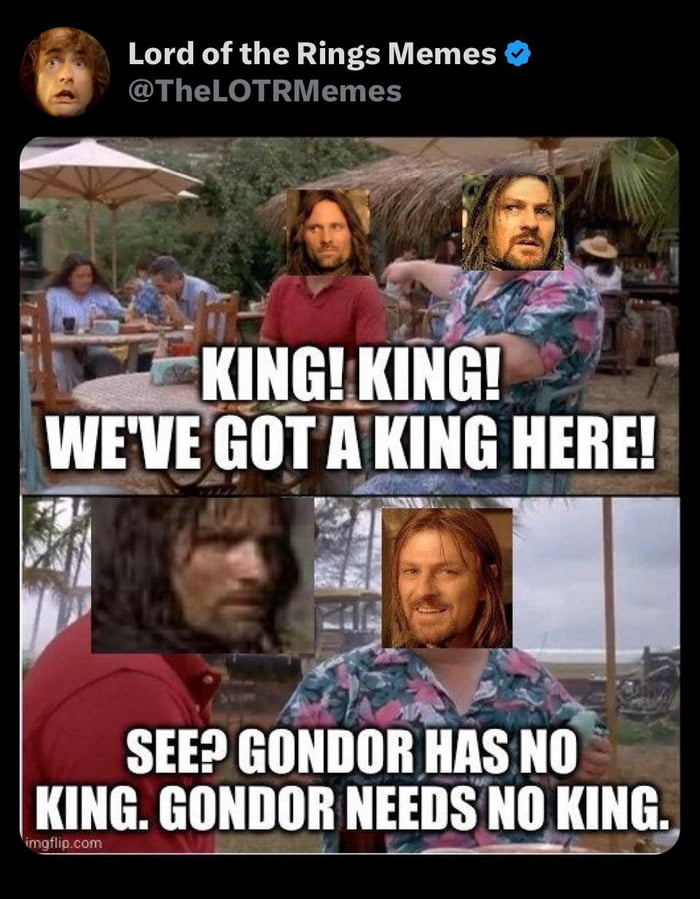 Lord of the Rings Memes
@TheLOTRMemes
KING! KING!
WE'VE GOT A KING HERE!
SEE? GONDOR HAS NO
KING. GONDOR NEEDS NO KING.
imgflip.com